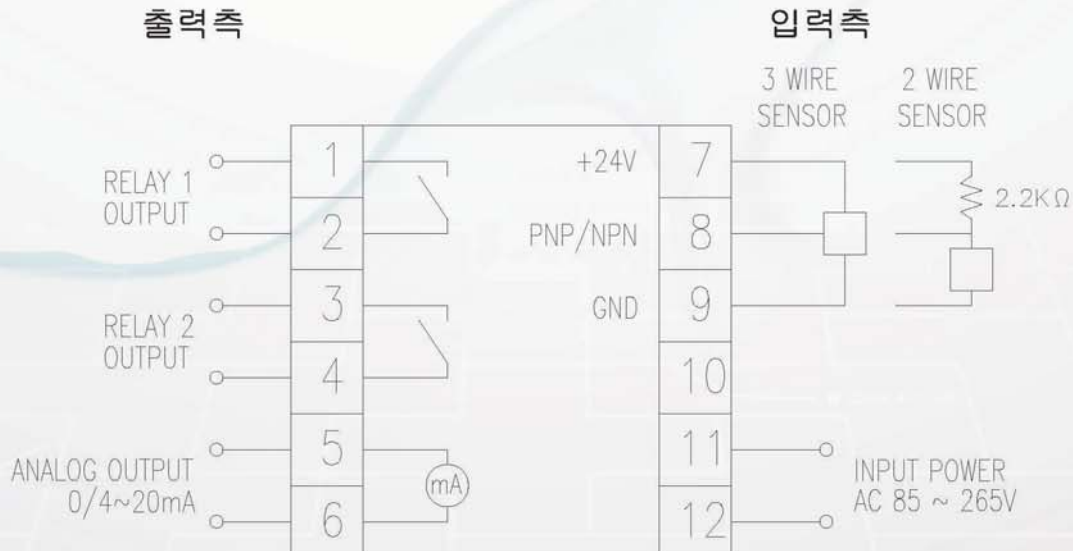 출력측
입력측
3 WIRE
SENSOR
2 WIRE
SENSOR
RELAY 1
OUTPUT
1
2
+24V
7
2.2KΩ
PNP/NPN
8
RELAY 2
OUTPUT
3
4
GND
9
10
ANALOG OUTPUT
0/4~20mA
5
6
mA
11
12
INPUT POWER
AC 85 ~ 265V